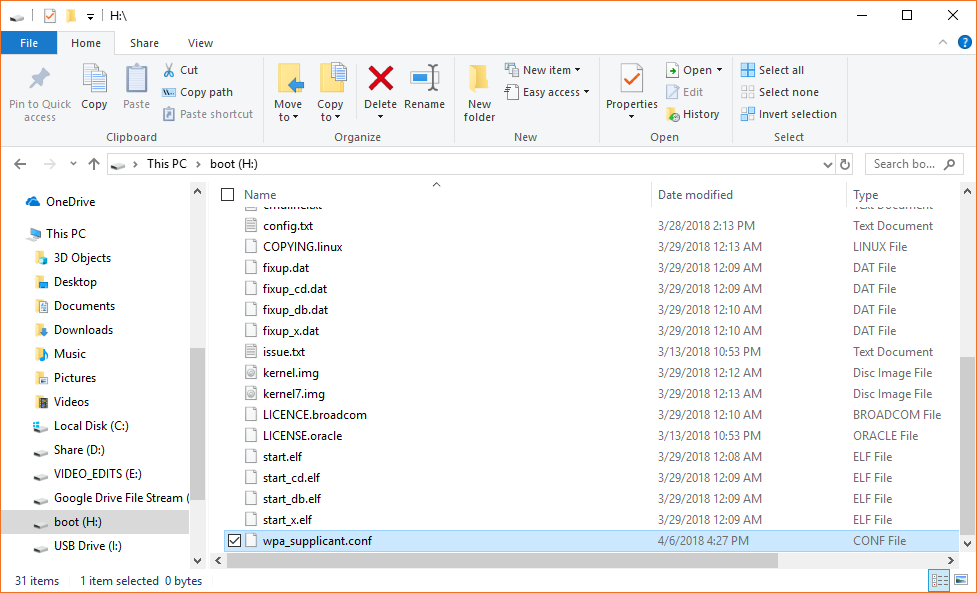 H:\
File Home Share View
Pin to Quick access
Copy
Paste
Cut
Copy path
Paste shortcut
Clipboard
Move to
Copy to
Delete
Rename
Organize
New folder
New item
Easy access
New
Properties
Open
Edit
History
Open
Select all
Select none
Invert selection
Select
This PC > boot (H:)
Search bo...
OneDrive
This PC
3D Objects
Desktop
Documents
Downloads
Music
Pictures
Videos
Local Disk (C:)
Share (D:)
VIDEO_EDITS (E:)
Google Drive File Stream (
boot (H:)
USB Drive (I:)
Name Date modified Type
config.txt 3/28/2018 2:13 PM Text Document
COPYING.linux 3/29/2018 12:13 AM LINUX File
fixup.dat 3/29/2018 12:09 AM DAT File
fixup_cd.dat 3/29/2018 12:09 AM DAT File
fixup_db.dat 3/29/2018 12:10 AM DAT File
fixup_x.dat 3/29/2018 12:10 AM DAT File
issue.txt 3/13/2018 10:53 PM Text Document
kernel.img 3/29/2018 12:12 AM Disc Image File
kernel7.img 3/29/2018 12:13 AM Disc Image File
LICENCE.broadcom 3/29/2018 12:10 AM BROADCOM File
LICENSE.oracle 3/13/2018 10:53 PM ORACLE File
start.elf 3/29/2018 12:08 AM ELF File
start_cd.elf 3/29/2018 12:09 AM ELF File
start_db.elf 3/29/2018 12:09 AM ELF File
start_x.elf 3/29/2018 12:09 AM ELF File
wpa_supplicant.conf 4/6/2018 4:27 PM CONF File
31 items 1 item selected 0 bytes